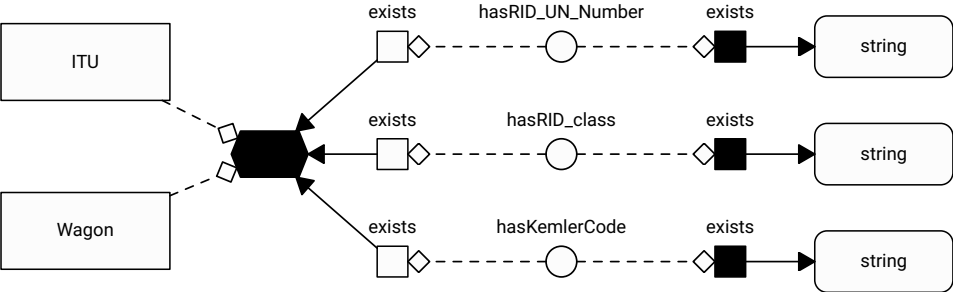 exists hasRID_UN_Number exists
ITU string
exists hasRID_class exists
string
exists hasKemlerCode exists
Wagon
string